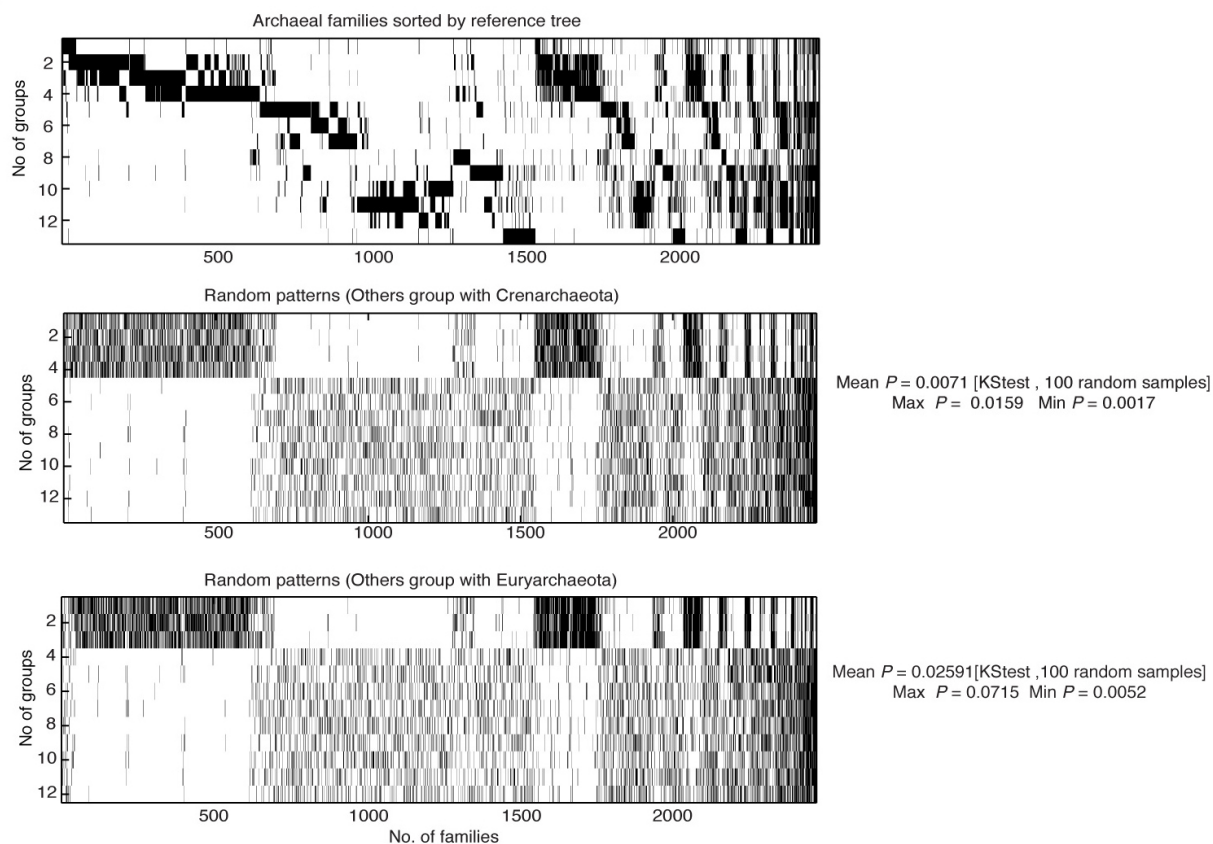 Archaeal families sorted by reference tree
No of groups
2
4
6
8
10
12
500 1000 1500 2000
Random patterns (Others group with Crenarchaeota)
No of groups
2
4
6
8
10
12
500 1000 1500 2000
Mean P = 0.0071 [KStest , 100 random samples]
Max P = 0.0159 Min P = 0.0017
Random patterns (Others group with Euryarchaeota)
No of groups
2
4
6
8
10
12
500 1000 1500 2000
No. of families
Mean P = 0.02591[KStest ,100 random samples]
Max P = 0.0715 Min P = 0.0052